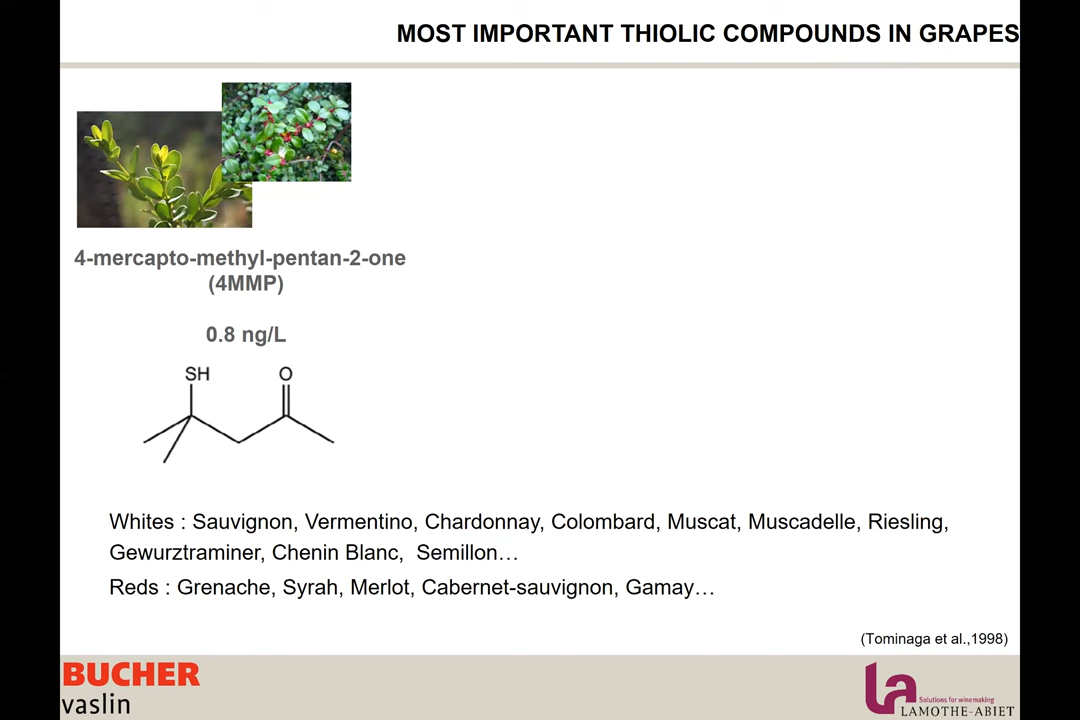 MOST IMPORTANT THIOLIC COMPOUNDS IN GRAPES
4-mercapto-methyl-pentan-2-one
(4MMP)
0.8 ng/L
SH
O
Whites : Sauvignon, Vermentino, Chardonnay, Colombard, Muscat, Muscadelle, Riesling,
Gewurztraminer, Chenin Blanc, Semillon…
Reds : Grenache, Syrah, Merlot, Cabernet-sauvignon, Gamay…
(Tominaga et al.,1998)
BUCHER
vaslin
la
Solutions for winemaking
LAMOTHE-ABIET